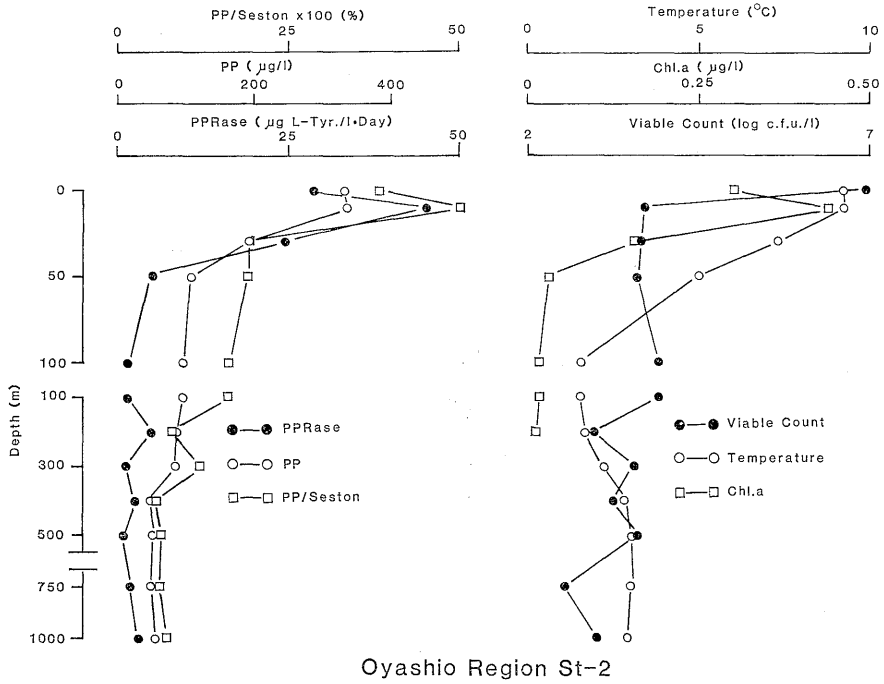 PP/Seston x100 (%)
0 25 50
PP ( µg/l)
0 200 400
PPRase ( µg L-Tyr./l•Day)
0 25 50
Temperature (°C)
0 5 10
Chl.a ( µg/l)
0 0.25 0.50
Viable Count (log c.f.u./l)
2 7
Depth (m)
0
50
100
100
300
500
750
1000
PPRase
PP
PP/Seston
Viable Count
Temperature
Chl.a
Oyashio Region St-2